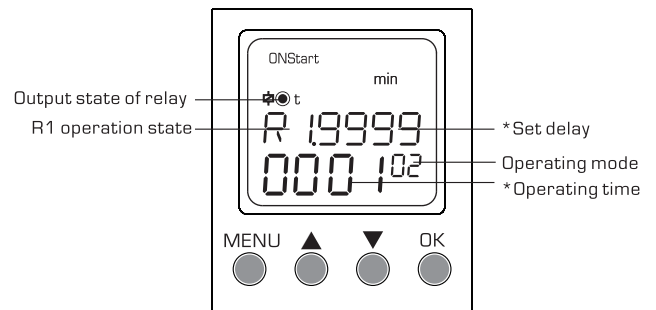 ONStart
min
t
Output state of relay
R1 operation state
R 1.9999
*Set delay
0001 02
Operating mode
*Operating time
MENU ▲ ▼ OK